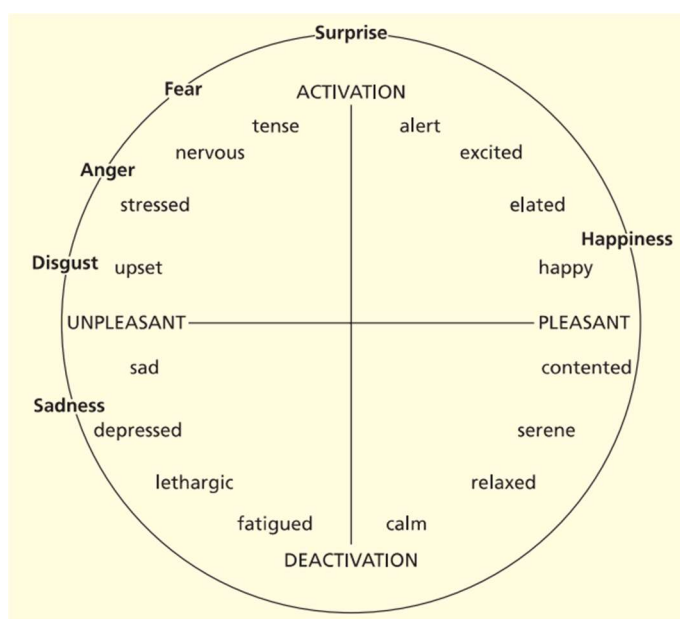 Surprise
Fear
ACTIVATION
tense alert
nervous excited
Anger
stressed elated
Happiness
Disgust upset happy
UNPLEASANT PLEASANT
sad contented
Sadness
depressed serene
lethargic relaxed
fatigued calm
DEACTIVATION